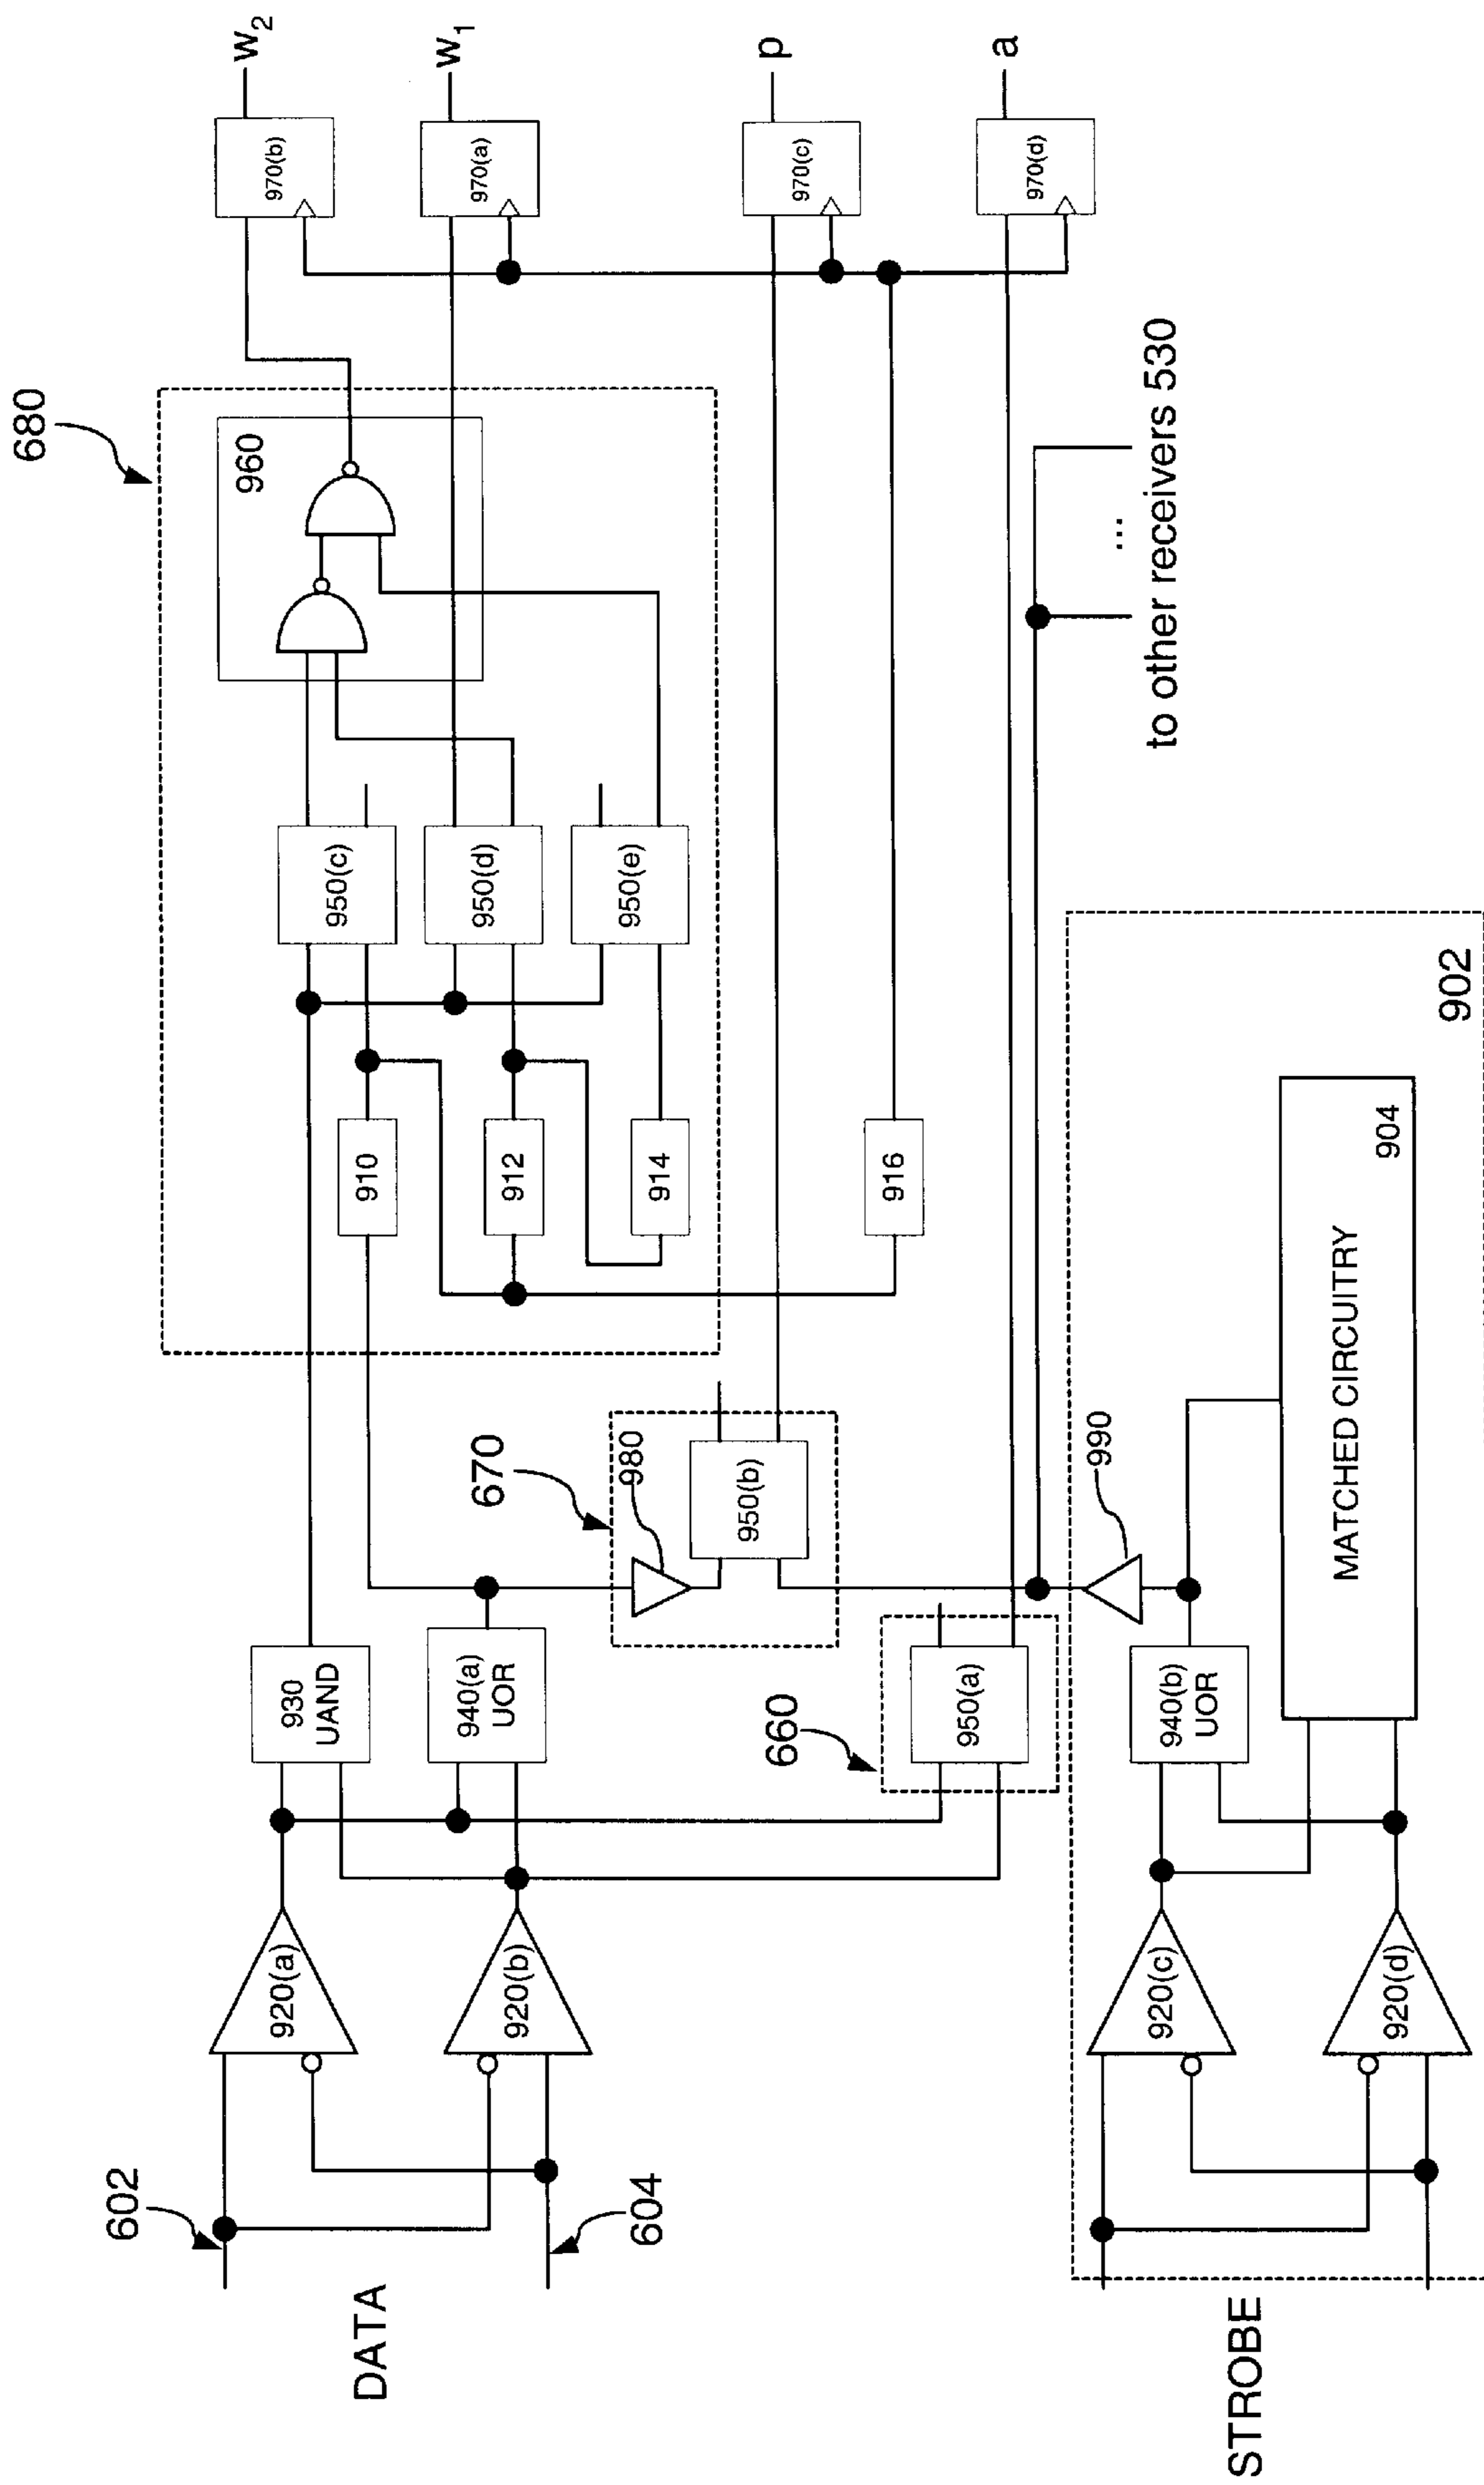 680
w2
970(b)
960
w1
970(a)
950(c)
950(d)
950(e)
910
912
914
916
p
970(c)
a
970(d)
to other receivers 530
...
670
980
950(b)
930
UAND
940(a)
UOR
660
950(a)
920(a)
920(b)
602
604
DATA
902
990
904
MATCHED CIRCUITRY
940(b)
UOR
920(c)
920(d)
STROBE